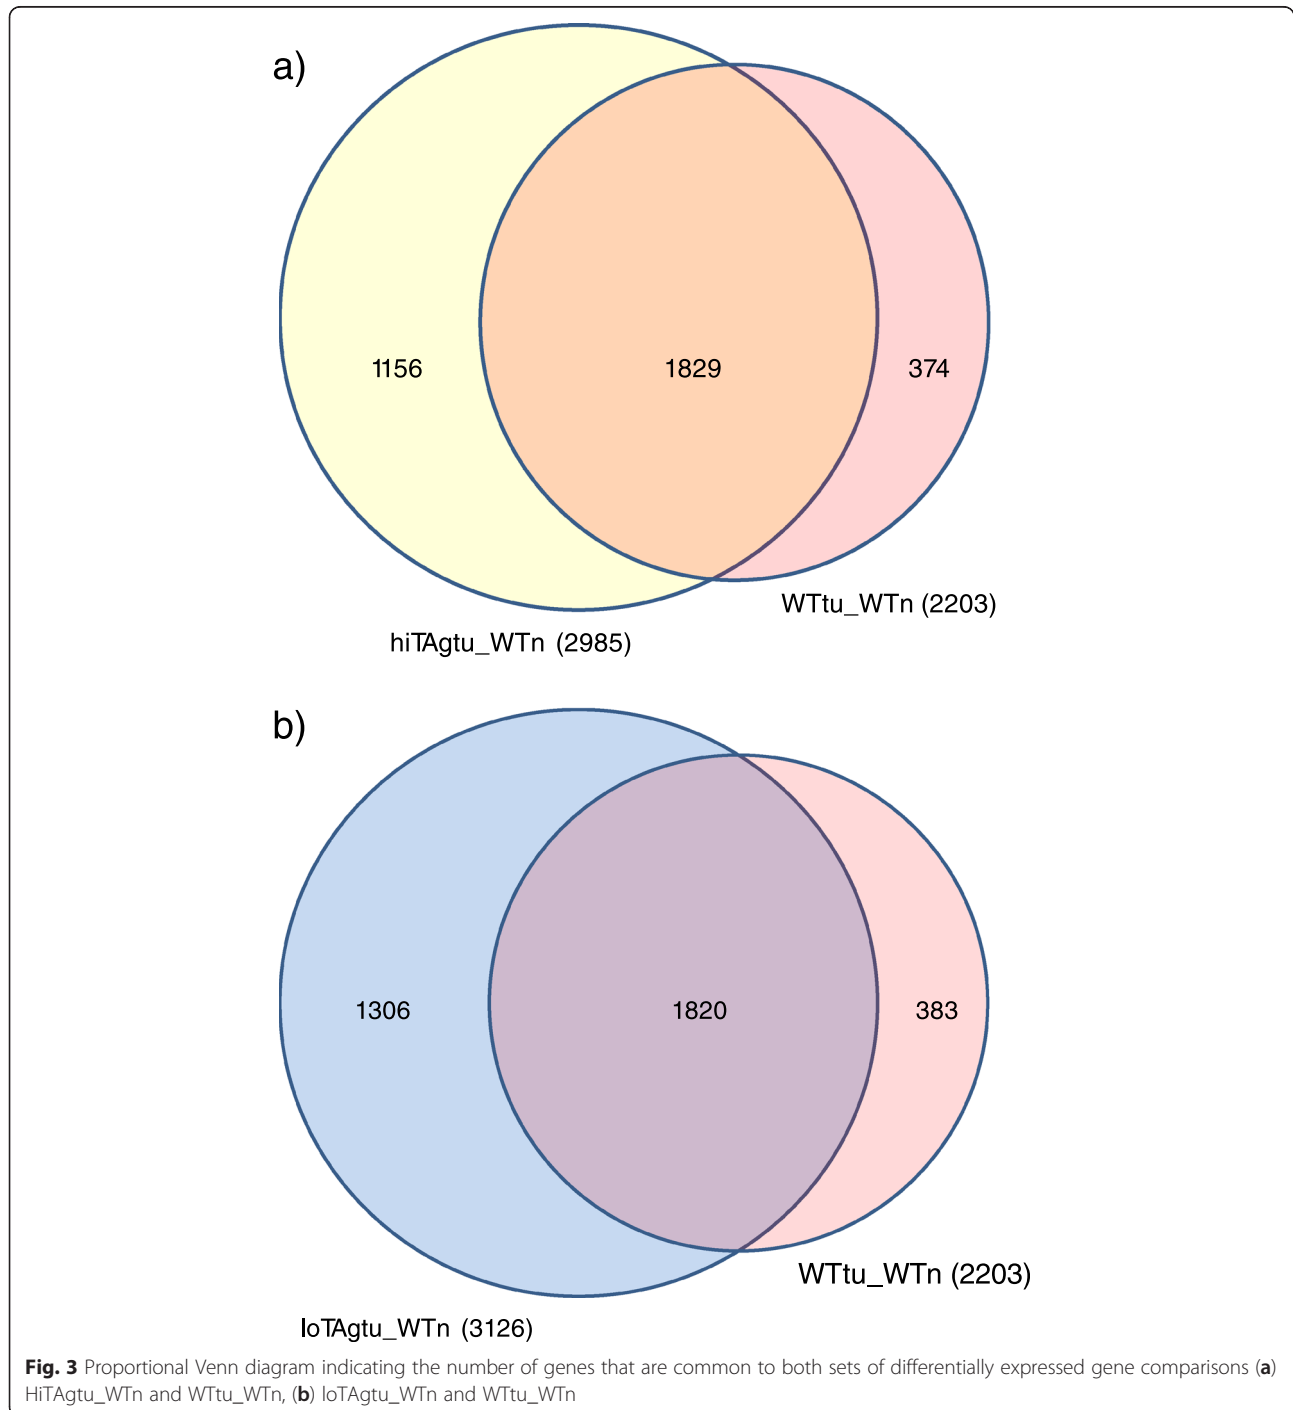 a)
1156
1829
374
WTtu_WTn (2203)
hiTAgtu_WTn (2985)
b)
1306
1820
383
WTtu_WTn (2203)
loTAgtu_WTn (3126)
Fig. 3 Proportional Venn diagram indicating the number of genes that are common to both sets of differentially expressed gene comparisons (a)
HiTAgtu_WTn and WTtu_WTn, (b) loTAgtu_WTn and WTtu_WTn